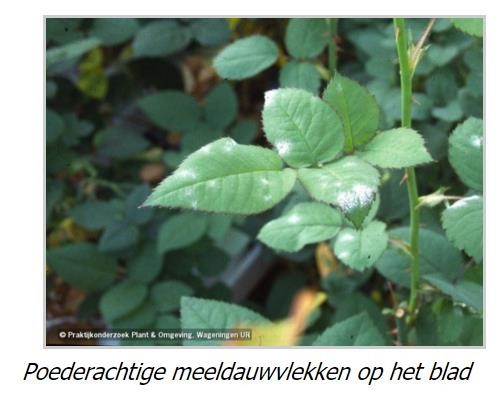 © Praktijkonderzoek Plant & Omgeving, Wageningen UR
Poederachtige meeldauwvlekken op het blad